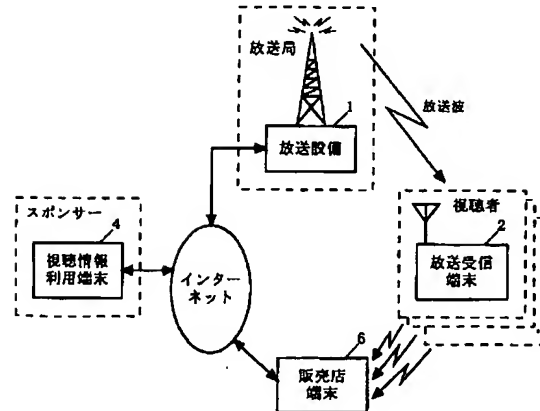 放送局
1
放送設備
放送波
スポンサー
4
視聴情報
利用端末
インター
ネット
視聴者
2
放送受信
端末
6
販売店
端末